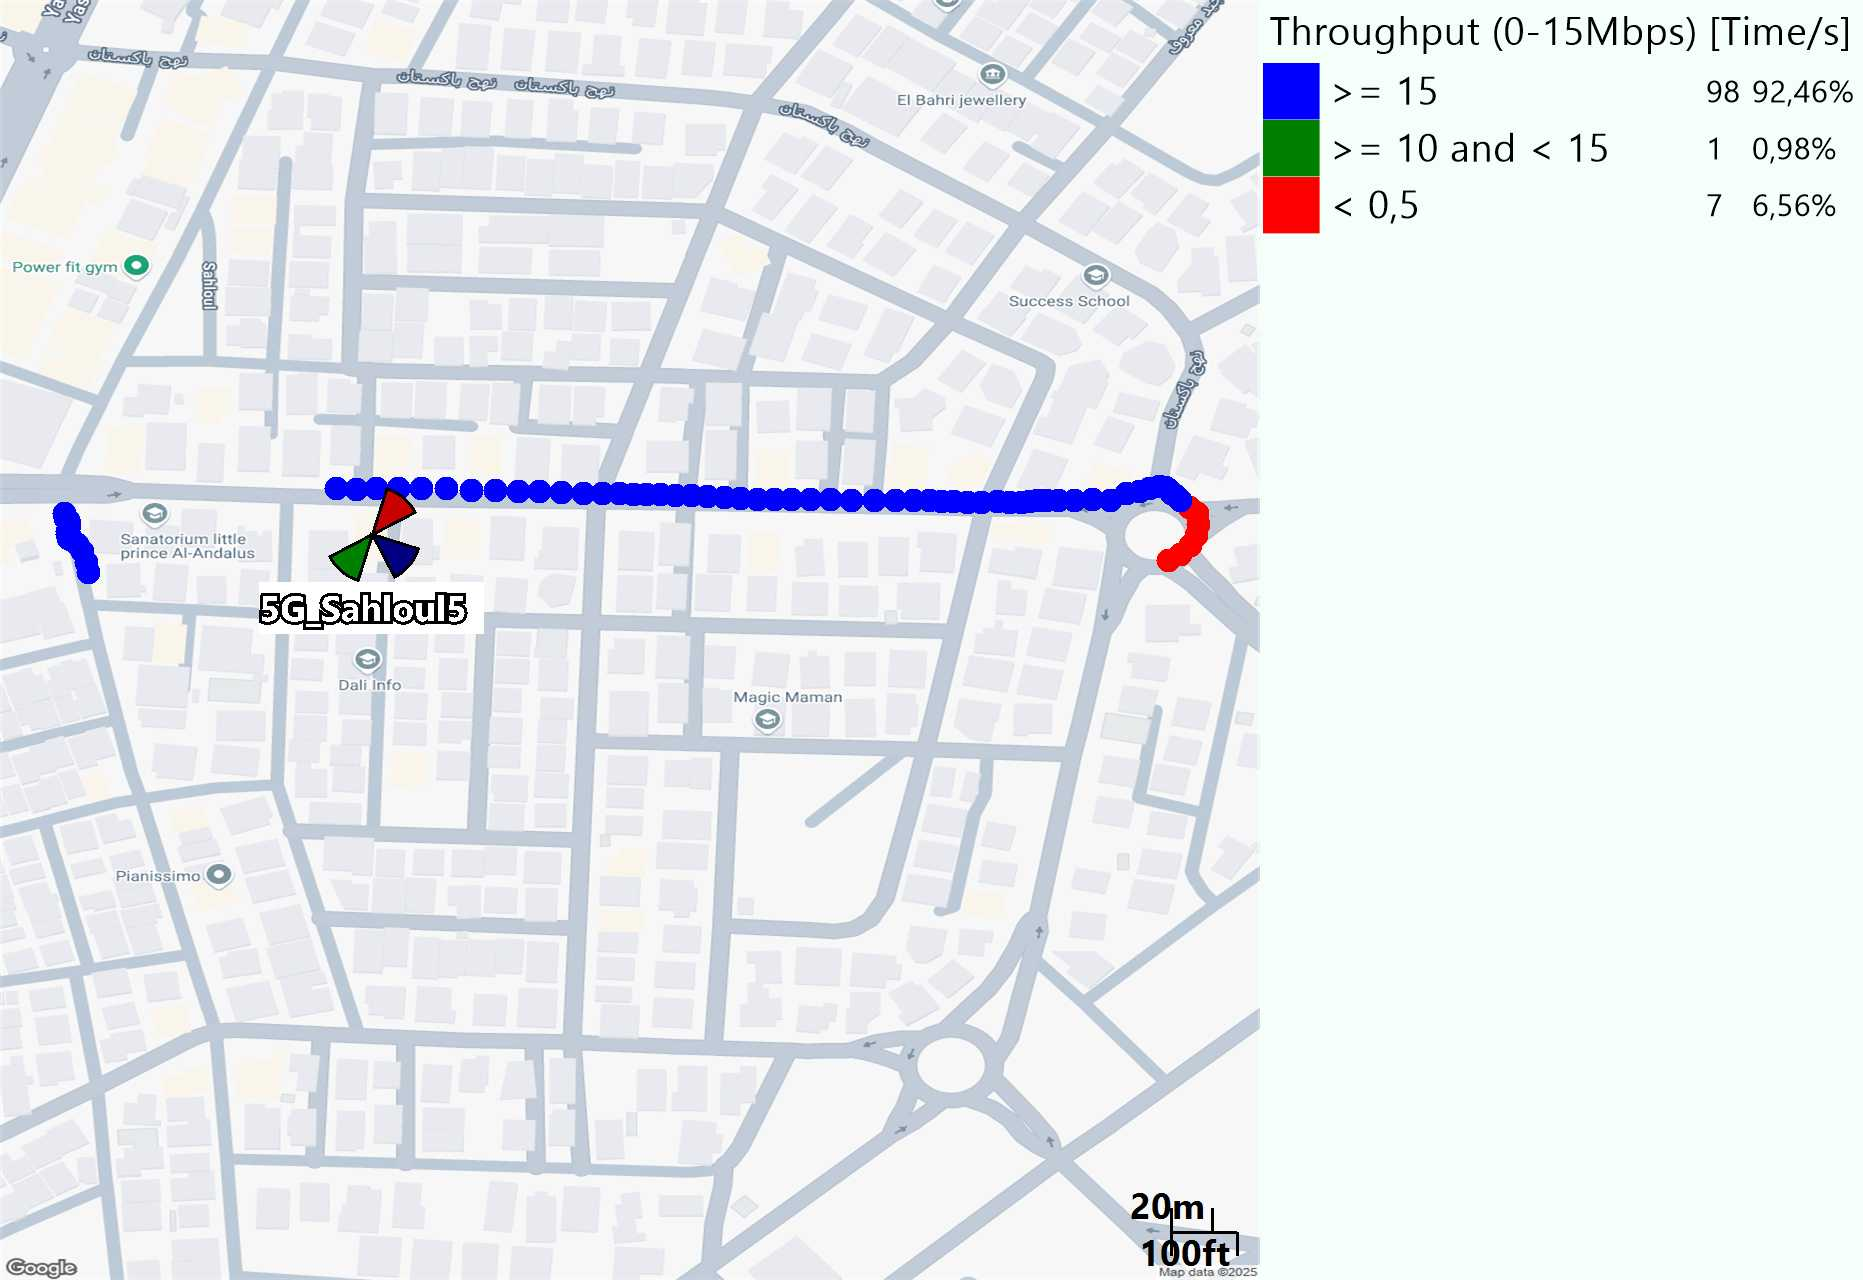 Throughput (0-15Mbps) [Time/s]
>= 15 98 92,46%
>= 10 and < 15 1 0,98%
< 0,5 7 6,56%
نهج باكستان
نهج باكستان
نهج باكستان
نهج باكستان
El Bahri jewellery
Power fit gym
Sahloul
Success School
نهج باكستان
Sanatorium little
prince Al-Andalus
5G_Sahloul5
Dali Info
Magic Maman
Pianissimo
20m
100ft
Google
Map data ©2025